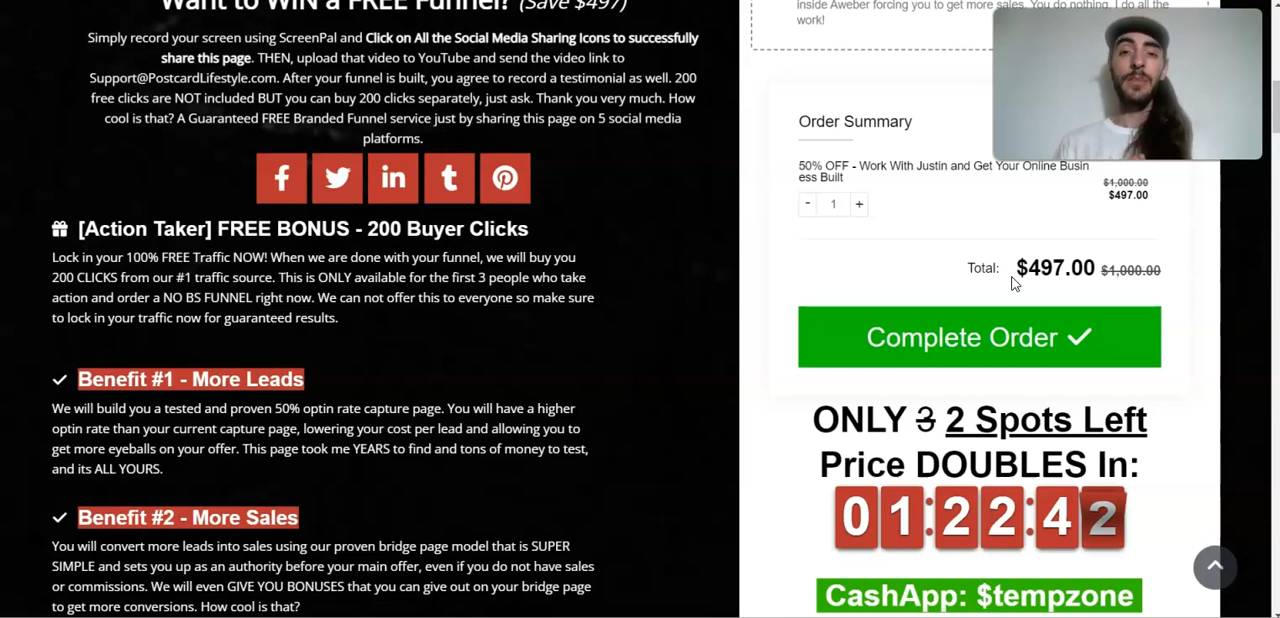 Want to WIN a FREE Funnel? (Save $497)
Simply record your screen using ScreenPal and Click on All the Social Media Sharing Icons to successfully
share this page. THEN, upload that video to YouTube and send the video link to
Support@PostcardLifestyle.com. After your funnel is built, you agree to record a testimonial as well. 200
free clicks are NOT included BUT you can buy 200 clicks separately, just ask. Thank you very much. How
cool is that? A Guaranteed FREE Branded Funnel service just by sharing this page on 5 social media
platforms.
[Action Taker] FREE BONUS - 200 Buyer Clicks
Lock in your 100% FREE Traffic NOW! When we are done with your funnel, we will buy you
200 CLICKS from our #1 traffic source. This is ONLY available for the first 3 people who take
action and order a NO BS FUNNEL right now. We can not offer this to everyone so make sure
to lock in your traffic now for guaranteed results.
Benefit #1 - More Leads
We will build you a tested and proven 50% optin rate capture page. You will have a higher
optin rate than your current capture page, lowering your cost per lead and allowing you to
get more eyeballs on your offer. This page took me YEARS to find and tons of money to test,
and its ALL YOURS.
Benefit #2 - More Sales
You will convert more leads into sales using our proven bridge page model that is SUPER
SIMPLE and sets you up as an authority before your main offer, even if you do not have sales
or commissions. We will even GIVE YOU BONUSES that you can give out on your bridge page
to get more conversions. How cool is that?
inside Aweber forcing you to get more sales. You do nothing. I do all the
work!
Order Summary
50% OFF - Work With Justin and Get Your Online Busin
ess Built
$1,000.00
$497.00
- 1 +
Total: $497.00 $1,000.00
Complete Order
ONLY 3 2 Spots Left
Price DOUBLES In:
01:22:42
CashApp: $tempzone